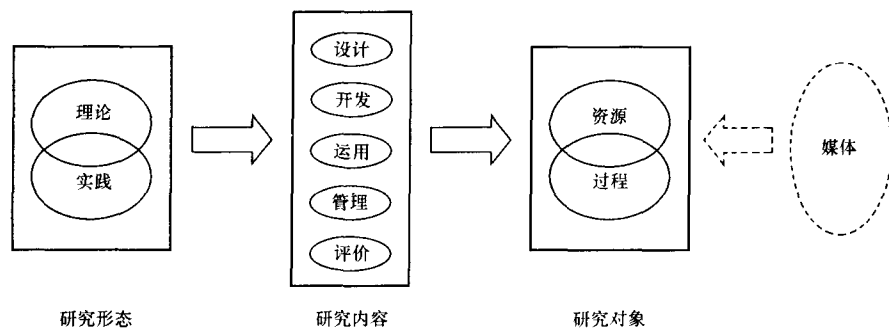 设计
开发
运用
管理
评价
理论
实践
资源
过程
媒体
研究形态
研究内容
研究对象